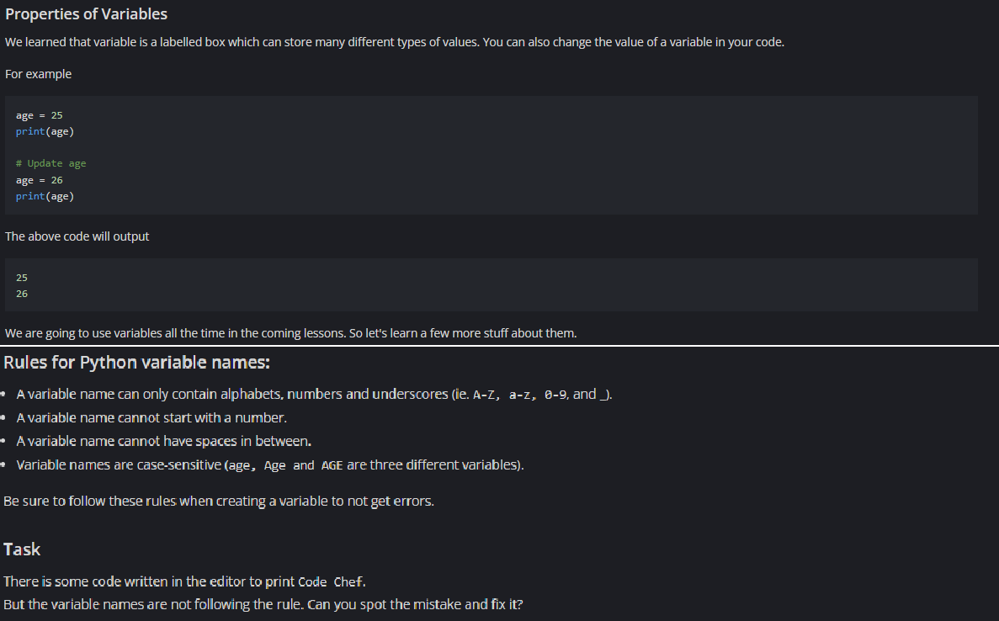 Properties of Variables
We learned that variable is a labelled box which can store many different types of values. You can also change the value of a variable in your code.
For example
age = 25
print(age)
# Update age
age = 26
print(age)
The above code will output
25
26
We are going to use variables all the time in the coming lessons. So let's learn a few more stuff about them.
Rules for Python variable names:
• A variable name can only contain alphabets, numbers and underscores (ie. A-Z, a-z, 0-9, and _).
• A variable name cannot start with a number.
• A variable name cannot have spaces in between.
• Variable names are case-sensitive (age, Age and AGE are three different variables).
Be sure to follow these rules when creating a variable to not get errors.
Task
There is some code written in the editor to print Code Chef.
But the variable names are not following the rule. Can you spot the mistake and fix it?